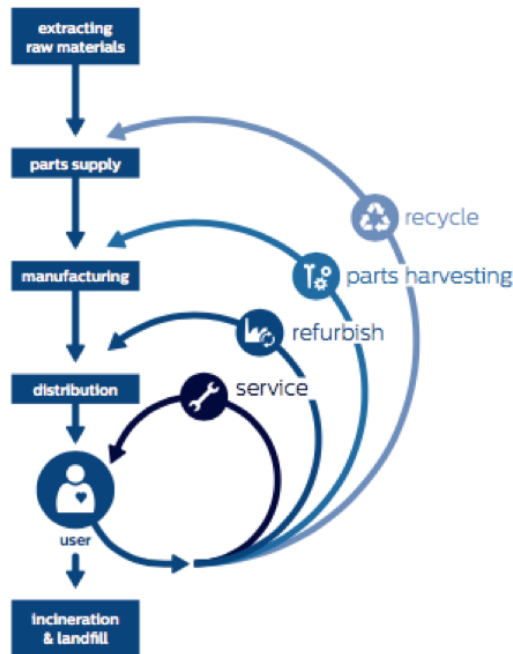 extracting
raw materials
parts supply
recycle
manufacturing
parts harvesting
refurbish
distribution
service
user
incineration
& landfill